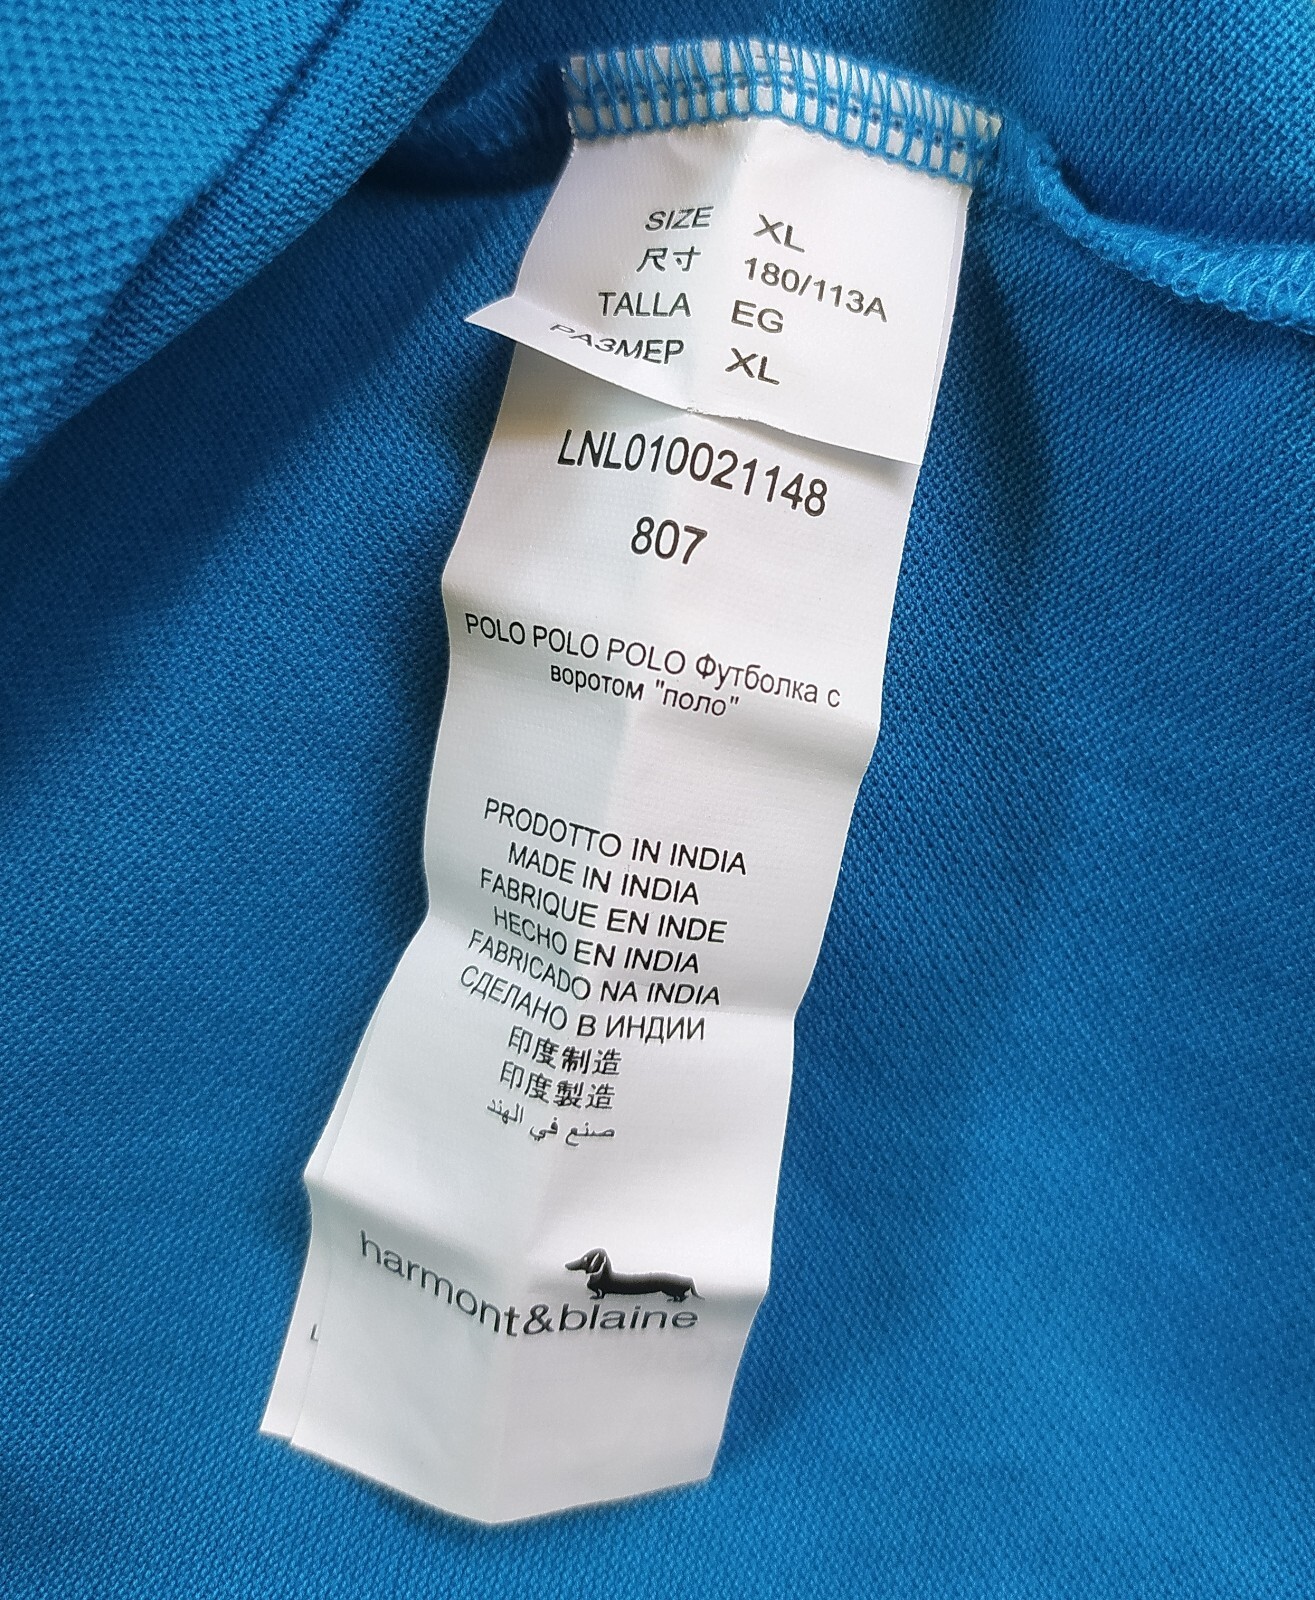 SIZE XL
尺寸 180/113A
TALLA EG
РАЗМЕР XL
LNL010021148
807
POLO POLO POLO Футболка с
воротом "поло"
PRODOTTO IN INDIA
MADE IN INDIA
FABRIQUE EN INDE
HECHO EN INDIA
FABRICADO NA INDIA
СДЕЛАНО В ИНДИИ
印度制造
印度製造
صنع في الهند
harmont&blaine
L